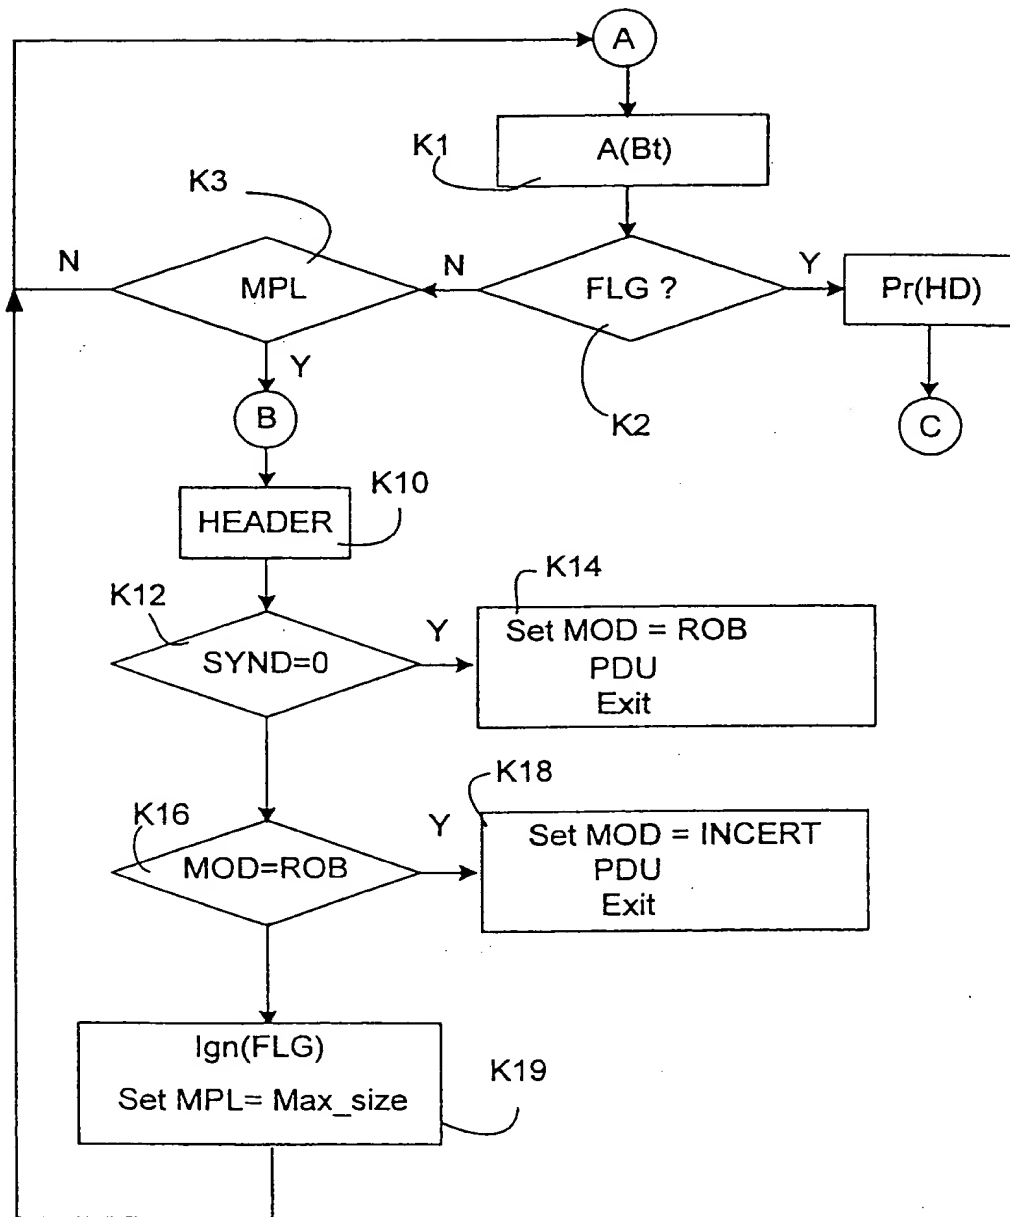 A
A(Bt)
K1
K3
N
MPL
N
FLG ?
Y
Pr(HD)
Y
K2
B
C
HEADER
K10
K12
SYND=0
Y
K14
Set MOD = ROB
PDU
Exit
K16
MOD=ROB
Y
K18
Set MOD = INCERT
PDU
Exit
Ign(FLG)
Set MPL= Max_size
K19